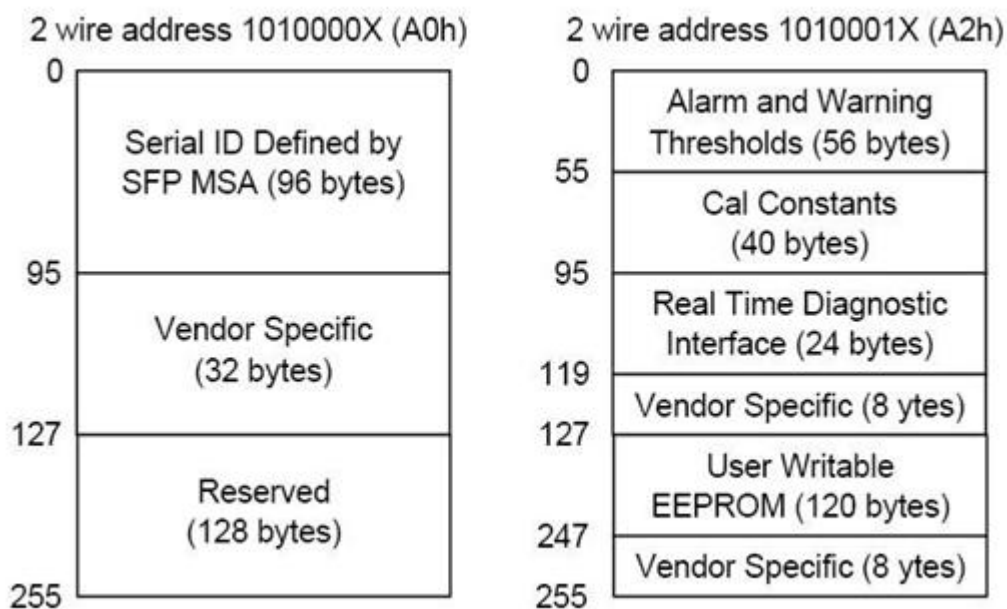 2 wire address 1010000X (A0h)
0
Serial ID Defined by
SFP MSA (96 bytes)
95
Vendor Specific
(32 bytes)
127
Reserved
(128 bytes)
255
2 wire address 1010001X (A2h)
0
Alarm and Warning
Thresholds (56 bytes)
55
Cal Constants
(40 bytes)
95
Real Time Diagnostic
Interface (24 bytes)
119
Vendor Specific (8 ytes)
127
User Writable
EEPROM (120 bytes)
247
Vendor Specific (8 ytes)
255